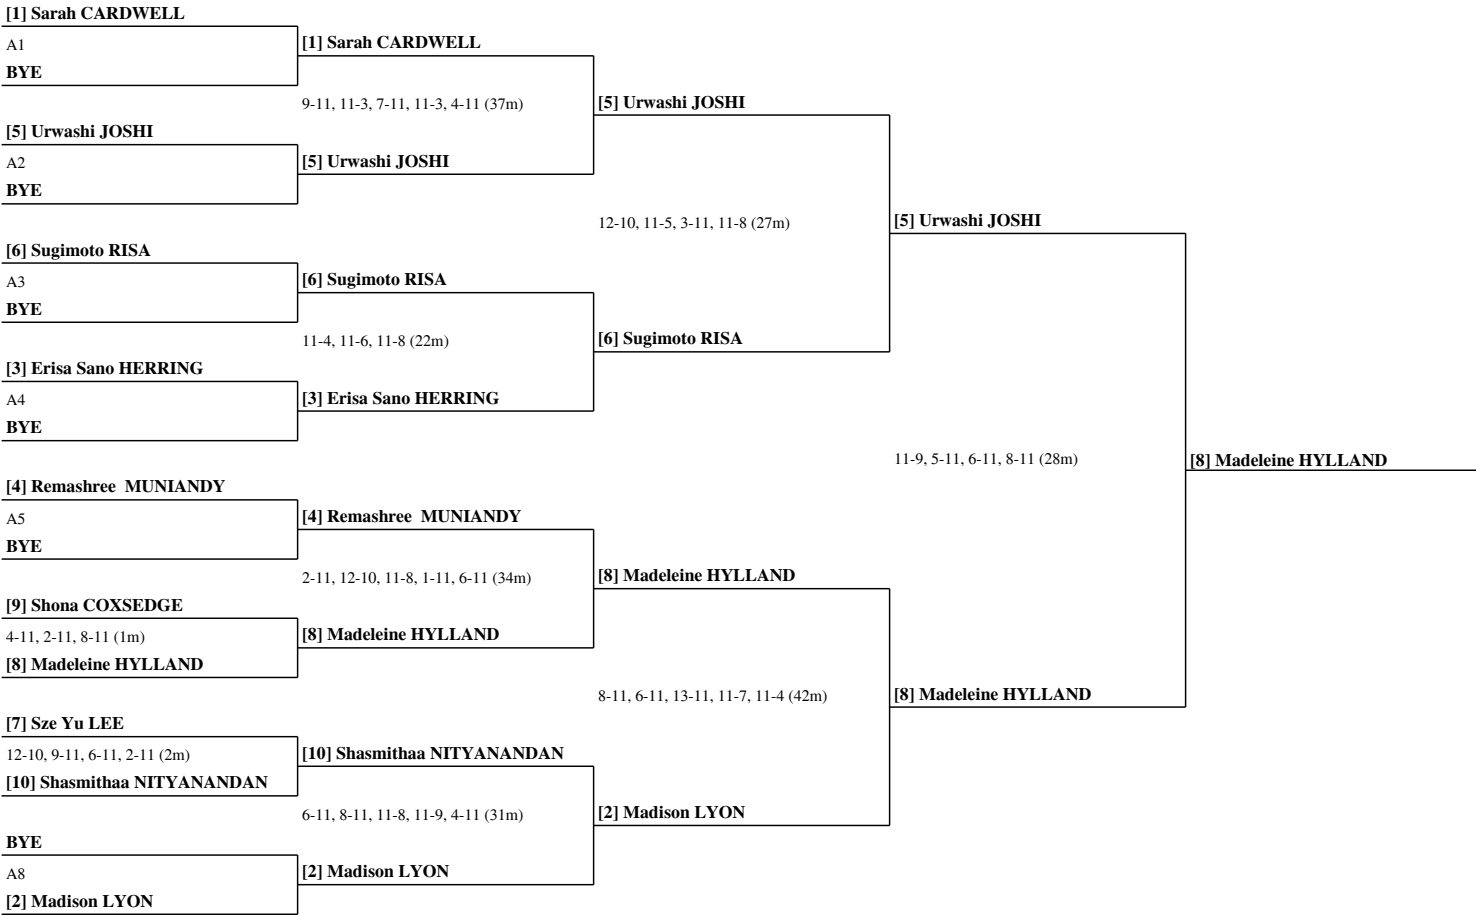 [1] Sarah CARDWELL
A1
BYE
[5] Urwashi JOSHI
A2
BYE
[6] Sugimoto RISA
A3
BYE
[3] Erisa Sano HERRING
A4
BYE
[4] Remashree  MUNIANDY
A5
BYE
[9] Shona COXSEDGE
4-11, 2-11, 8-11 (1m)
[8] Madeleine HYLLAND
[7] Sze Yu LEE
12-10, 9-11, 6-11, 2-11 (2m)
[10] Shasmithaa NITYANANDAN
BYE
A8
[2] Madison LYON
[1] Sarah CARDWELL
9-11, 11-3, 7-11, 11-3, 4-11 (37m)
[5] Urwashi JOSHI
[6] Sugimoto RISA
11-4, 11-6, 11-8 (22m)
[3] Erisa Sano HERRING
[4] Remashree  MUNIANDY
2-11, 12-10, 11-8, 1-11, 6-11 (34m)
[8] Madeleine HYLLAND
[10] Shasmithaa NITYANANDAN
6-11, 8-11, 11-8, 11-9, 4-11 (31m)
[2] Madison LYON
[5] Urwashi JOSHI
12-10, 11-5, 3-11, 11-8 (27m)
[6] Sugimoto RISA
[8] Madeleine HYLLAND
8-11, 6-11, 13-11, 11-7, 11-4 (42m)
[2] Madison LYON
[5] Urwashi JOSHI
11-9, 5-11, 6-11, 8-11 (28m)
[8] Madeleine HYLLAND
[8] Madeleine HYLLAND